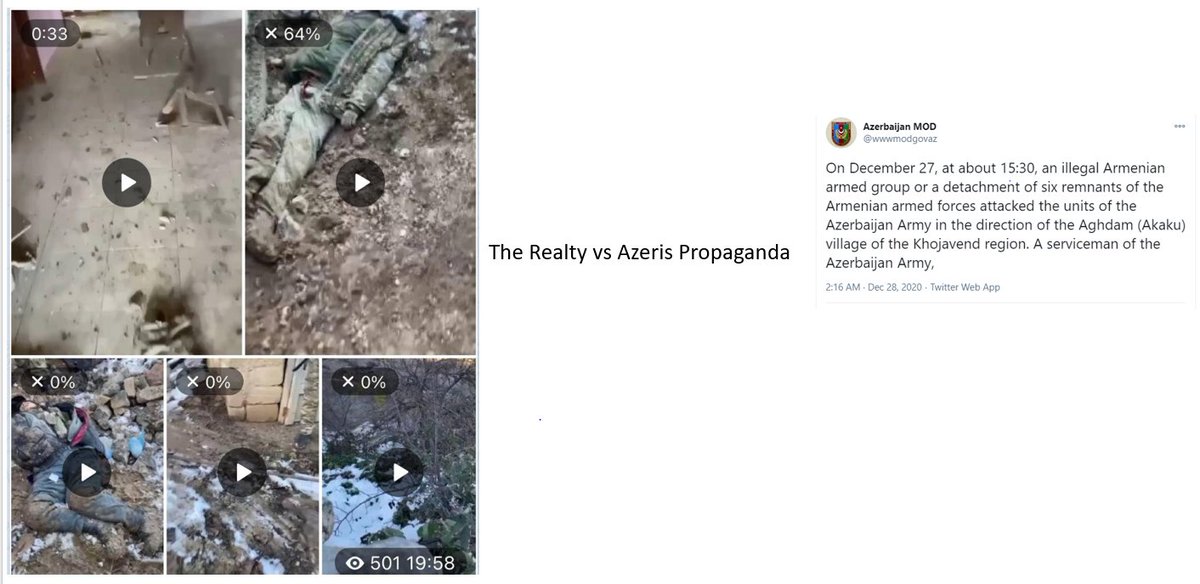 0:33
× 64%
× 0%
× 0%
× 0%
501 19:58
The Realty vs Azeris Propaganda
Azerbaijan MOD
@wwwmodgovaz
On December 27, at about 15:30, an illegal Armenian
armed group or a detachment of six remnants of the
Armenian armed forces attacked the units of the
Azerbaijan Army in the direction of the Aghdam (Akaku)
village of the Khojavend region. A serviceman of the
Azerbaijan Army,
2:16 AM · Dec 28, 2020 · Twitter Web App